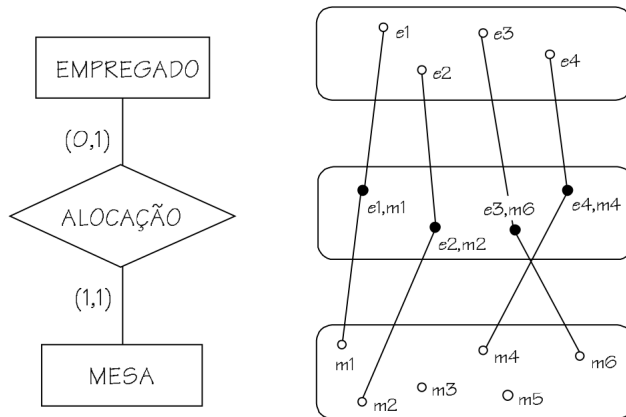 EMPREGADO
(0,1)
ALOCAÇÃO
(1,1)
MESA
e1
e3
e2
e4
e1,m1
e3,m6
e4,m4
e2,m2
m1
m4
m6
m3
m2
m5